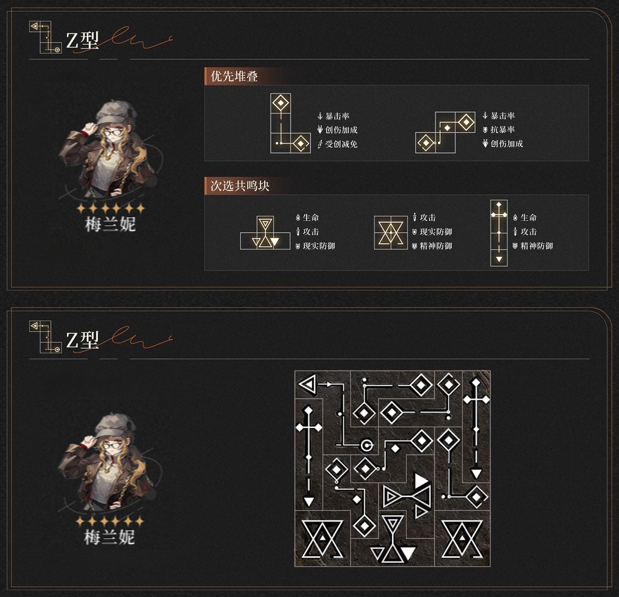 Z型
优先堆叠
暴击率
创伤加成
受创减免
暴击率
抗暴率
创伤加成
次选共鸣块
生命
攻击
现实防御
攻击
现实防御
精神防御
生命
攻击
精神防御
梅兰妮
Z型
梅兰妮